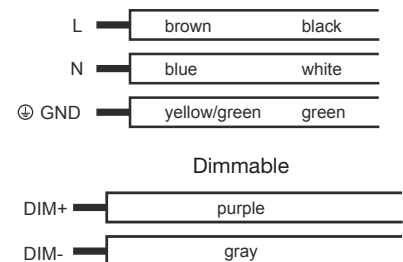 L brown black
N blue white
⏚ GND yellow/green green
Dimmable
DIM+ purple
DIM- gray